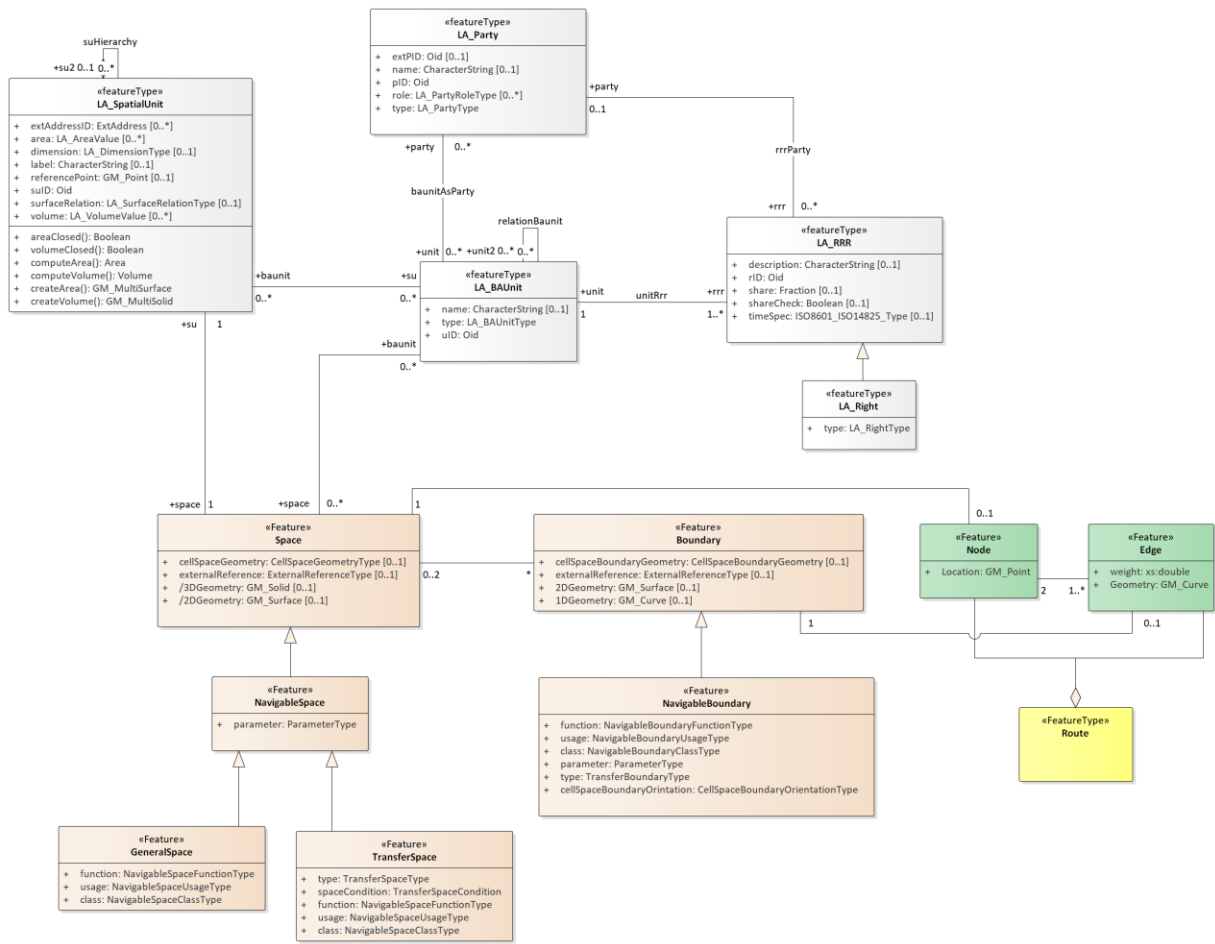 suHierarchy
+su2 0..1 0..*
«featureType»
LA_SpatialUnit
+ extAddressID: ExtAddress [0..*]
+ area: LA_AreaValue [0..*]
+ dimension: LA_DimensionType [0..1]
+ label: CharacterString [0..1]
+ referencePoint: GM_Point [0..1]
+ suID: Oid
+ surfaceRelation: LA_SurfaceRelationType [0..1]
+ volume: LA_VolumeValue [0..*]
+ areaClosed(): Boolean
+ volumeClosed(): Boolean
+ computeArea(): Area
+ computeVolume(): Volume
+ createArea(): GM_MultiSurface
+ createVolume(): GM_MultiSolid
«featureType»
LA_Party
+ extPID: Oid [0..1]
+ name: CharacterString [0..1]
+ pID: Oid
+ role: LA_PartyRoleType [0..*]
+ type: LA_PartyType
+party
0..1
rrrParty
+rrr 0..*
+party 0..*
baunitAsParty
+unit 0..*
relationBaunit
+unit2 0..* 0..*
«featureType»
LA_BAUnit
+ name: CharacterString [0..1]
+ type: LA_BAUnitType
+ uID: Oid
+baunit
0..*
+su
0..*
+unit
1
unitRrr
+rrr
1..*
«featureType»
LA_RRR
+ description: CharacterString [0..1]
+ rID: Oid
+ share: Fraction [0..1]
+ shareCheck: Boolean [0..1]
+ timeSpec: ISO8601_ISO14825_Type [0..1]
«featureType»
LA_Right
+ type: LA_RightType
+su 1
+baunit
0..*
+space 1
+space 0..*
1
0..1
«Feature»
Space
+ cellSpaceGeometry: CellSpaceGeometryType [0..1]
+ externalReference: ExternalReferenceType [0..1]
+ /3DGeometry: GM_Solid [0..1]
+ /2DGeometry: GM_Surface [0..1]
0..2
*
«Feature»
Boundary
+ cellSpaceBoundaryGeometry: CellSpaceBoundaryGeometry [0..1]
+ externalReference: ExternalReferenceType [0..1]
+ 2DGeometry: GM_Surface [0..1]
+ 1DGeometry: GM_Curve [0..1]
«Feature»
Node
+ Location: GM_Point
2
1..*
«Feature»
Edge
+ weight: xs:double
+ Geometry: GM_Curve
1
0..1
«Feature»
NavigableSpace
+ parameter: ParameterType
«Feature»
NavigableBoundary
+ function: NavigableBoundaryFunctionType
+ usage: NavigableBoundaryUsageType
+ class: NavigableBoundaryClassType
+ parameter: ParameterType
+ type: TransferBoundaryType
+ cellSpaceBoundaryOrintation: CellSpaceBoundaryOrientationType
«FeatureType»
Route
«Feature»
GeneralSpace
+ function: NavigableSpaceFunctionType
+ usage: NavigableSpaceUsageType
+ class: NavigableSpaceClassType
«Feature»
TransferSpace
+ type: TransferSpaceType
+ spaceCondition: TransferSpaceCondition
+ function: NavigableSpaceFunctionType
+ usage: NavigableSpaceUsageType
+ class: NavigableSpaceClassType